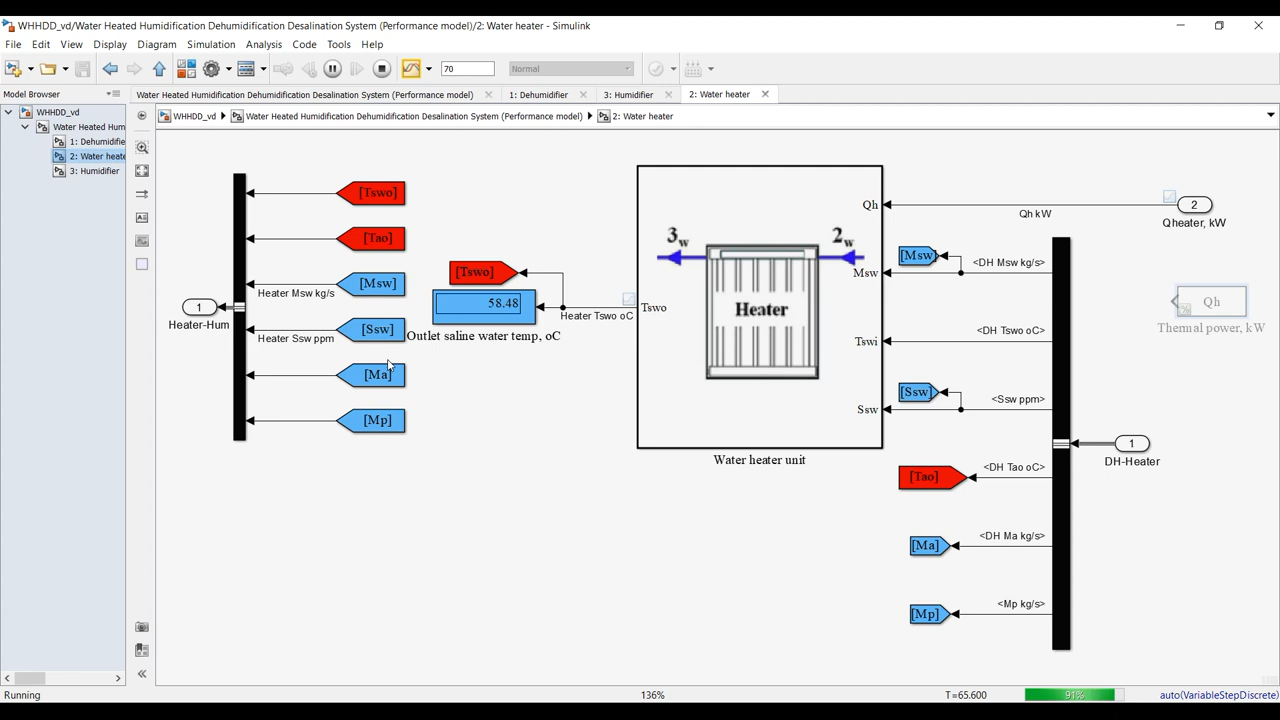 WHHDD_vd/Water Heated Humidification Dehumidification Desalination System (Performance model)/2: Water heater - Simulink
File Edit View Display Diagram Simulation Analysis Code Tools Help
70
Normal
Model Browser
Water Heated Humidification Dehumidification Desalination System (Performance model)
1: Dehumidifier
3: Humidifier
2: Water heater
WHHDD_vd
Water Heated Humidification Dehumidification Desalination System (Performance model)
2: Water heater
WHHDD_vd
Water Heated Hum
1: Dehumidifie
2: Water heate
3: Humidifier
[Tswo]
[Tao]
[Msw]
Heater Msw kg/s
1
Heater-Hum
[Ssw]
Heater Ssw ppm
[Ma]
[Mp]
[Tswo]
58.48
Outlet saline water temp, oC
Heater Tswo oC
Tswo
3w
2w
Heater
Qh
Msw
Twsi
Ssw
Water heater unit
Qh kW
2
Qheater, kW
[Msw]
<DH Msw kg/s>
Qh
Thermal power, kW
<DH Tswo oC>
[Ssw]
<Ssw ppm>
1
DH-Heater
[Tao]
<DH Tao oC>
[Ma]
<DH Ma kg/s>
[Mp]
<Mp kg/s>
Running
136%
T=65.600
91%
auto(VariableStepDiscrete)